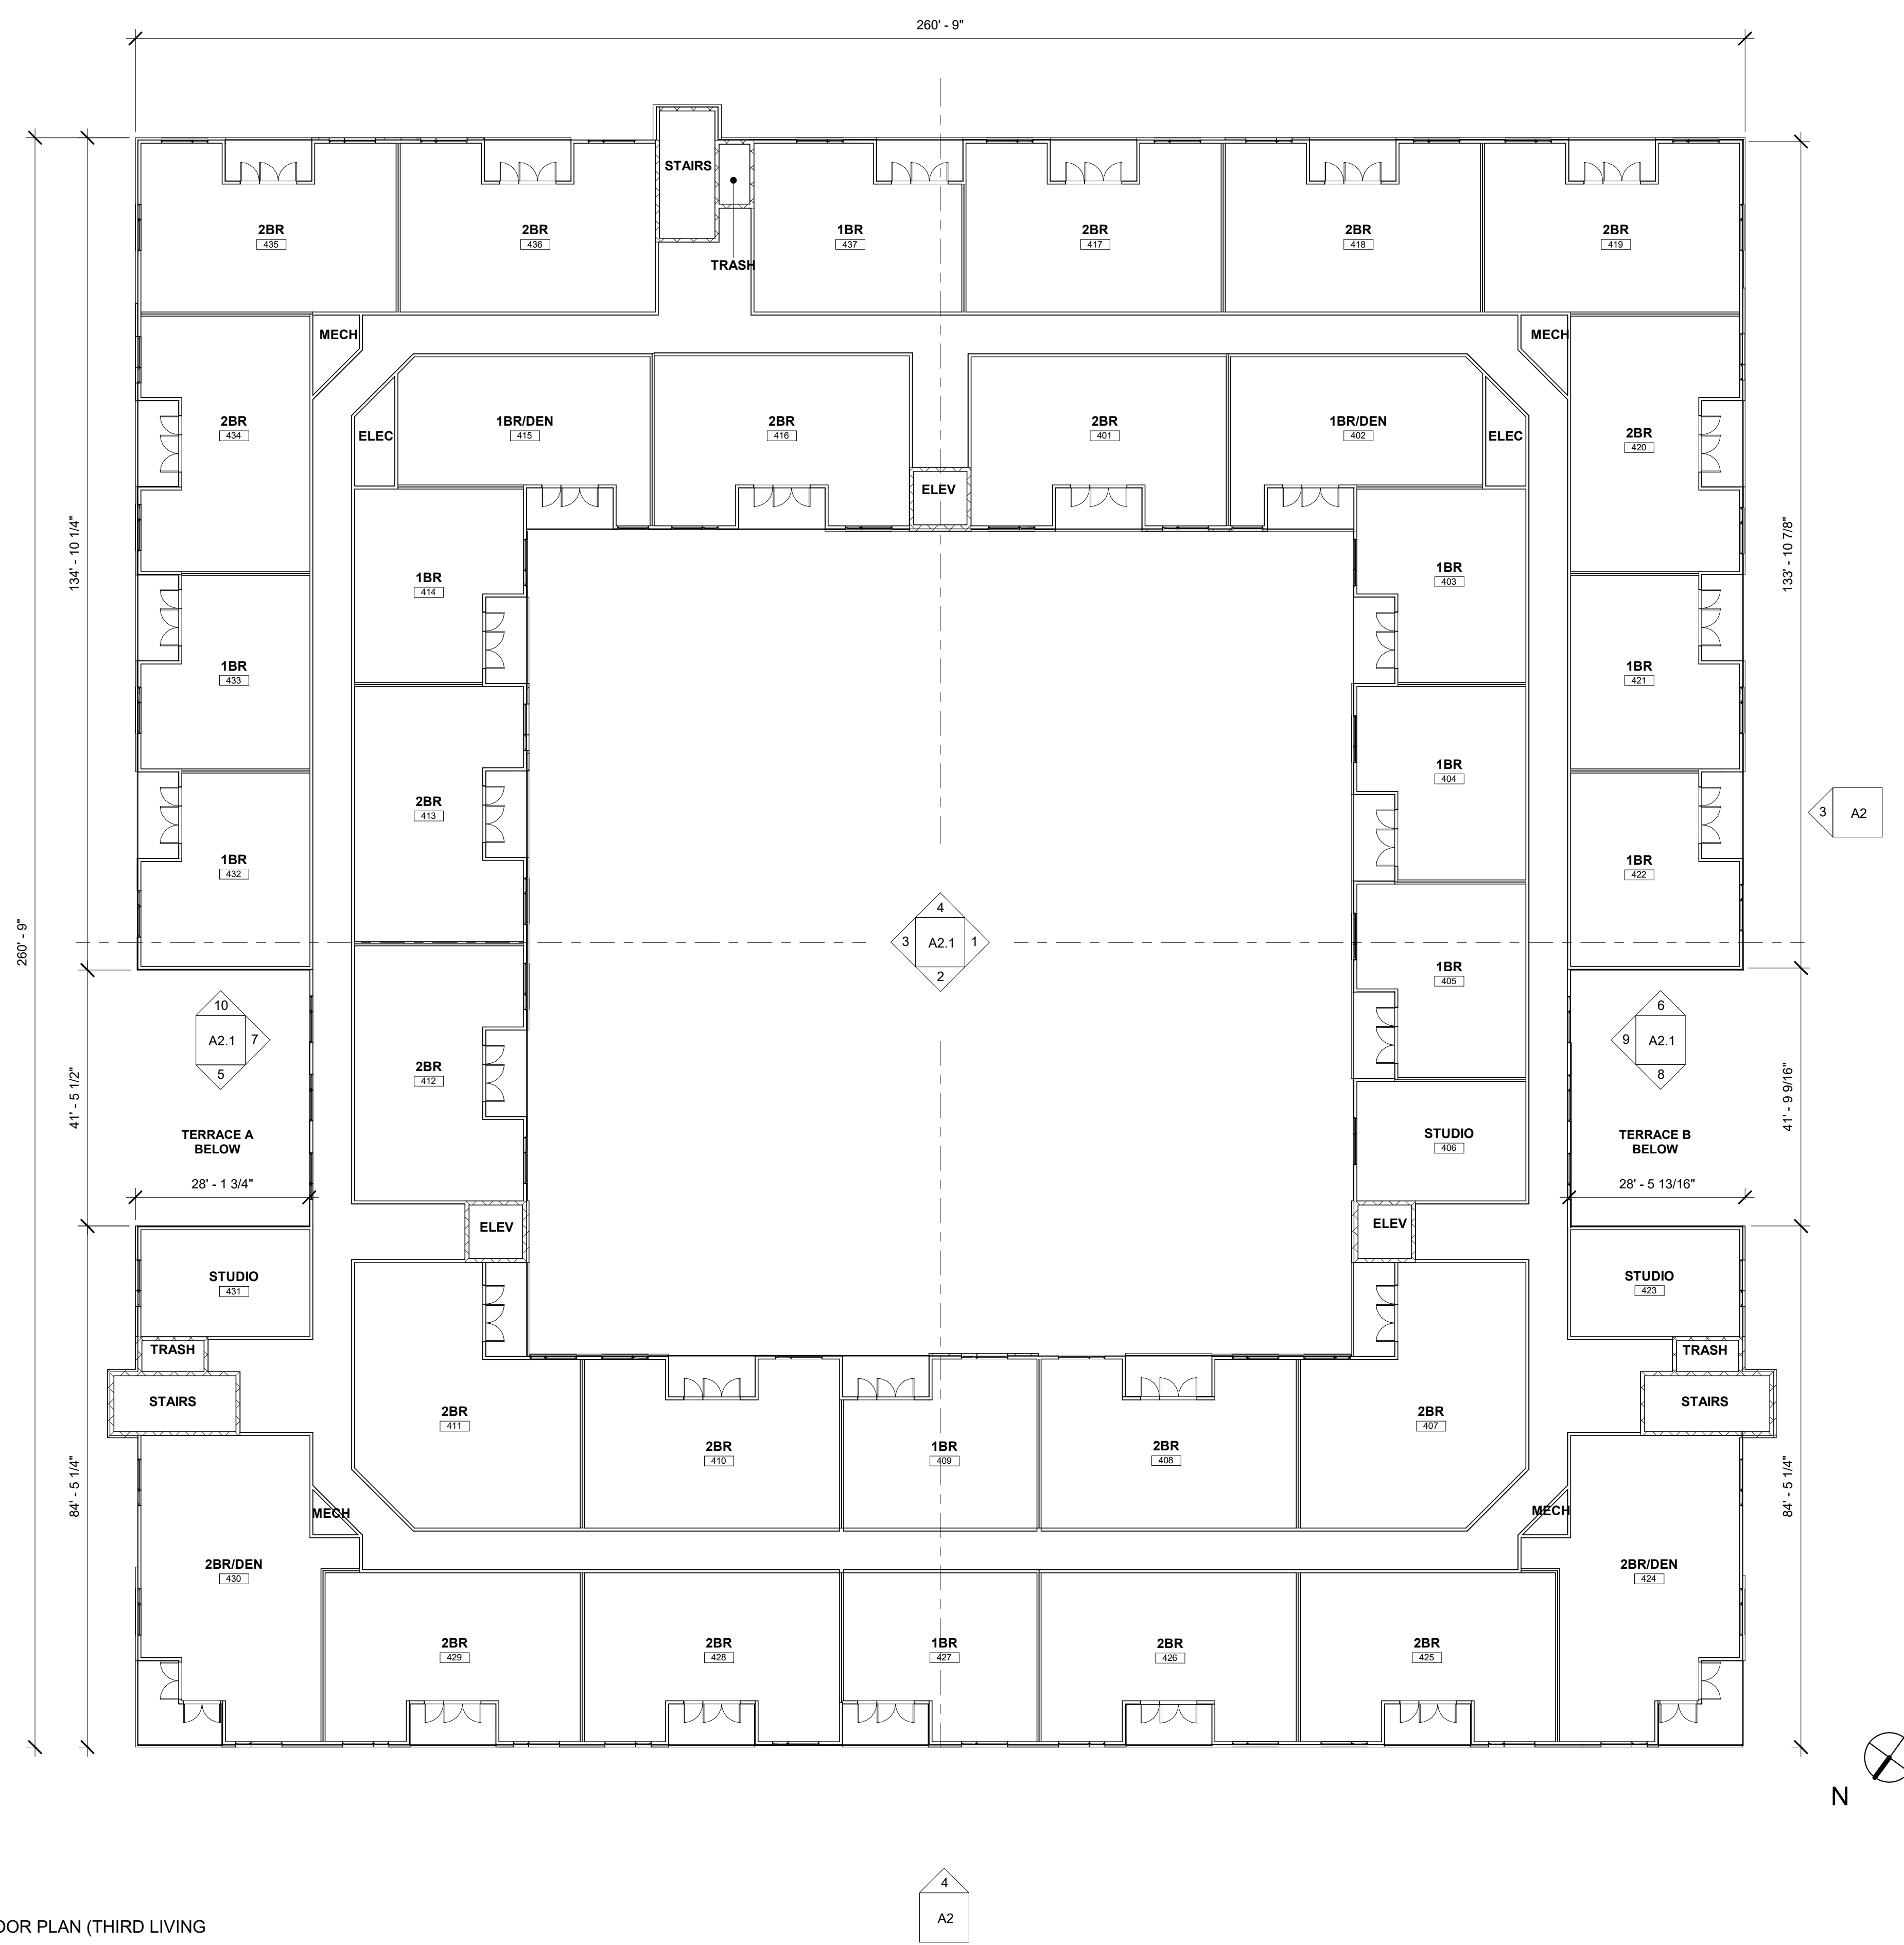 260' - 9"
STAIRS
2BR
435
2BR
436
1BR
437
2BR
417
2BR
418
2BR
419
TRASH
MECH
MECH
2BR
434
ELEC
1BR/DEN
415
2BR
416
2BR
401
1BR/DEN
402
ELEC
2BR
420
ELEV
134' - 10 1/4"
133' - 10 7/8"
1BR
414
1BR
403
1BR
433
1BR
421
2BR
413
1BR
404
3
A2
1BR
432
1BR
422
260' - 9"
4
3
A2.1
1
2
1BR
405
10
A2.1
7
5
6
9
A2.1
8
41' - 5 1/2"
2BR
412
41' - 9 9/16"
TERRACE A
BELOW
STUDIO
406
TERRACE B
BELOW
28' - 1 3/4"
28' - 5 13/16"
ELEV
ELEV
STUDIO
431
STUDIO
423
TRASH
TRASH
STAIRS
STAIRS
2BR
411
2BR
407
2BR
410
1BR
409
2BR
408
84' - 5 1/4"
84' - 5 1/4"
MECH
MECH
2BR/DEN
430
2BR/DEN
424
2BR
429
2BR
428
1BR
427
2BR
426
2BR
425
N
4
A2
OOR PLAN (THIRD LIVING